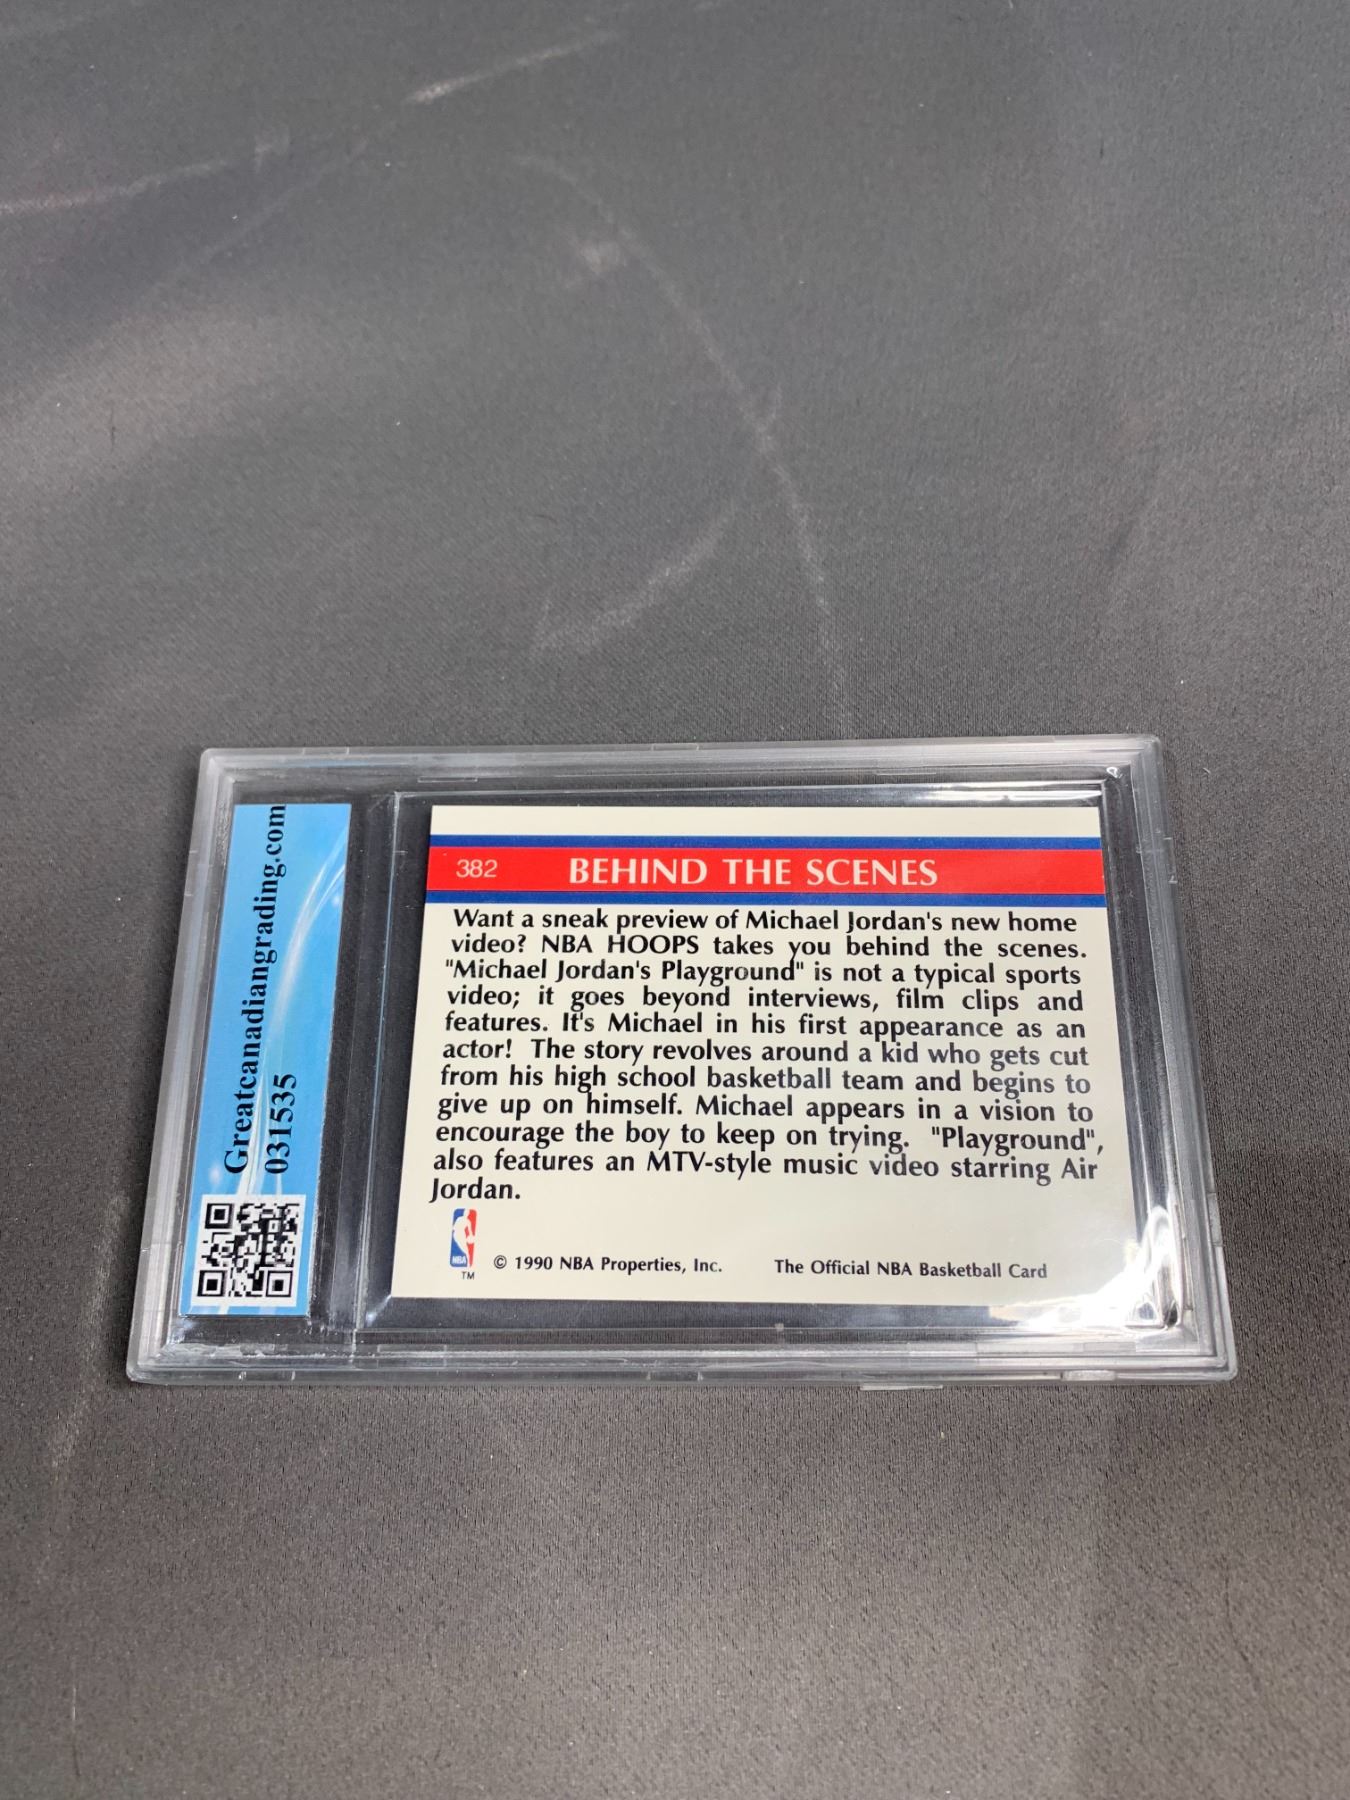 Greatcanadiangrading.com
031535
382 BEHIND THE SCENES
Want a sneak preview of Michael Jordan's new home
video? NBA HOOPS takes you behind the scenes.
"Michael Jordan's Playground" is not a typical sports
video; it goes beyond interviews, film clips and
features. It's Michael in his first appearance as an
actor! The story revolves around a kid who gets cut
from his high school basketball team and begins to
give up on himself. Michael appears in a vision to
encourage the boy to keep on trying. "Playground",
also features an MTV-style music video starring Air
Jordan.
NBA
TM
© 1990 NBA Properties, Inc. The Official NBA Basketball Card